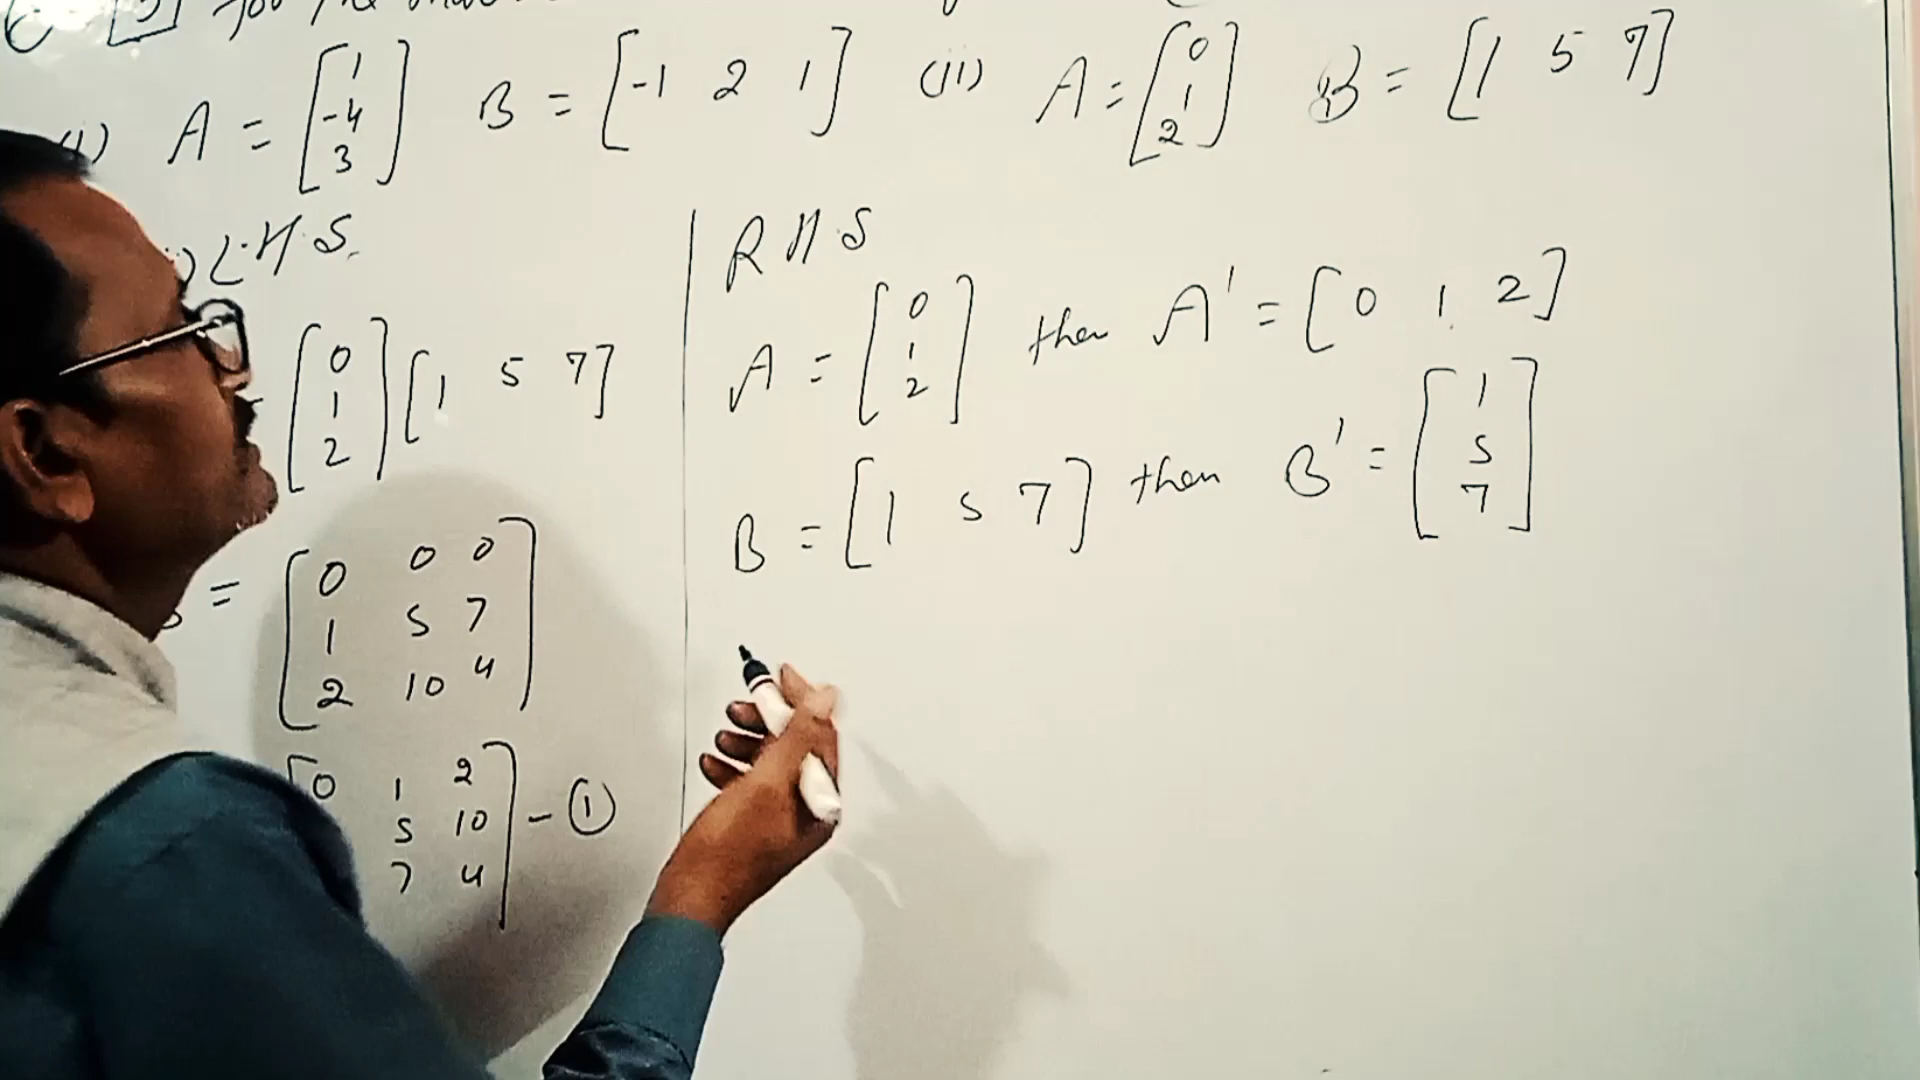 for the
(i) A = [1 -4 3] B = [-1 2 1] (ii) A = [0 1 2] B = [1 5 7]
L.H.S.
[0 1 2] [1 5 7]
= [0 0 0
1 5 7
2 10 4]
[0 1 2
5 10
7 4] - ①
R H S
A = [0 1 2] then A' = [0 1 2]
B = [1 5 7] then B' = [1 5 7]